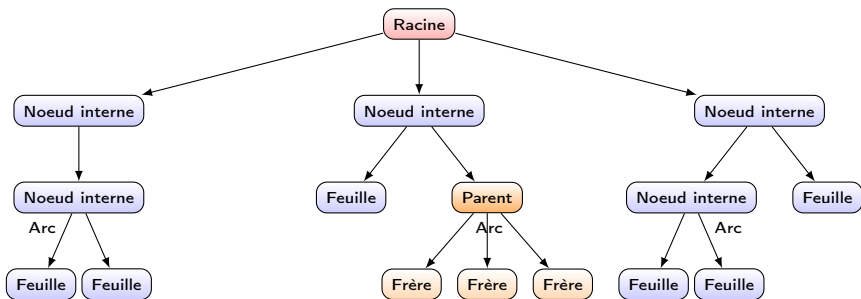 Racine
Noeud interne Noeud interne Noeud interne
Noeud interne Feuille Parent Noeud interne Feuille
Arc Arc Arc
Feuille Feuille Frère Frère Frère Feuille Feuille